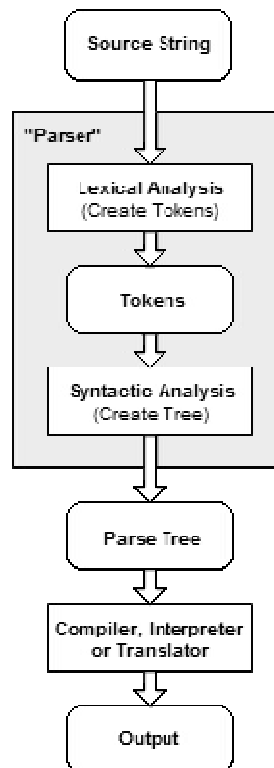 Source String
"Parser"
Lexical Analysis
(Create Tokens)
Tokens
Syntactic Analysis
(Create Tree)
Parse Tree
Compiler, Interpreter
or Translator
Output